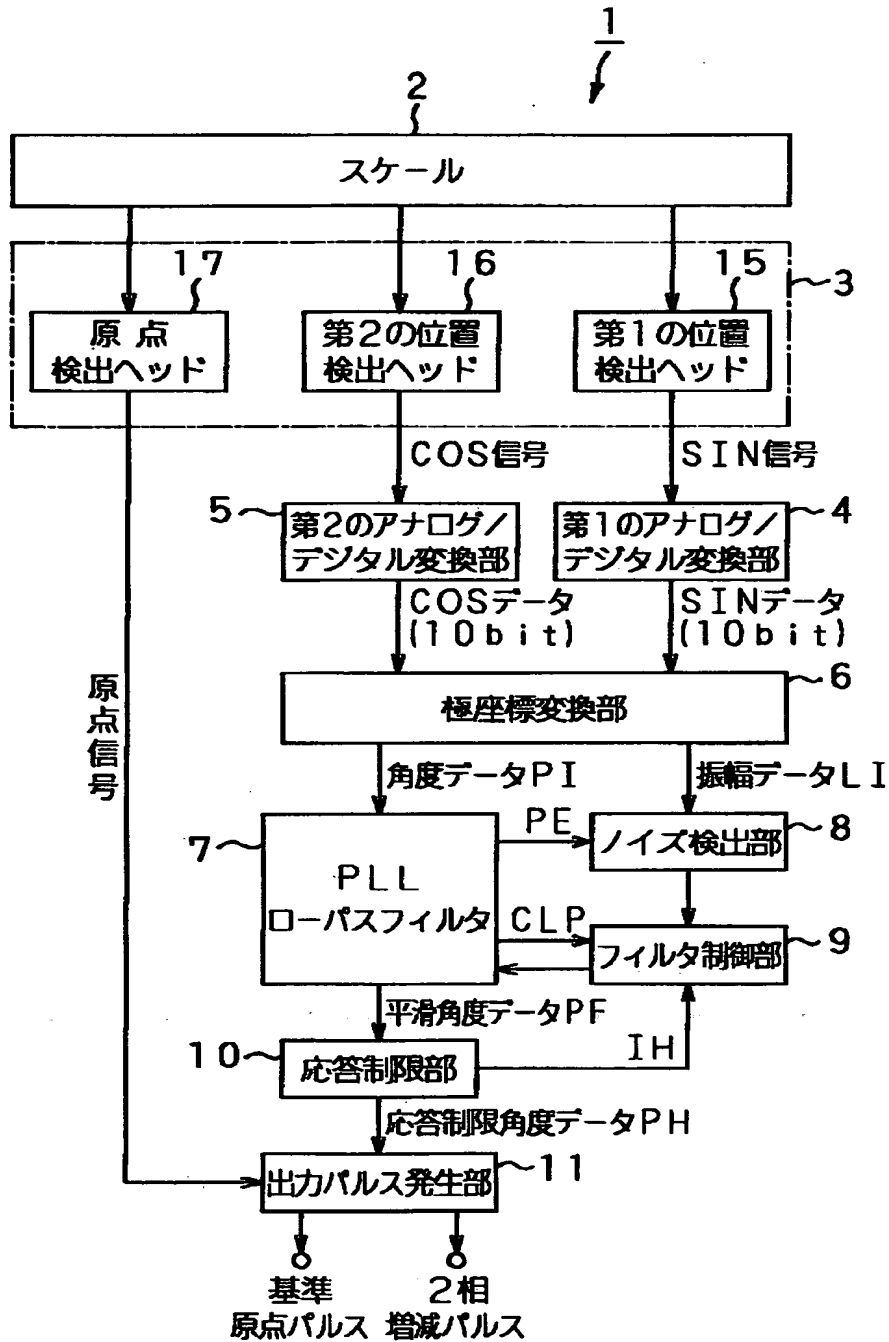 1
2
スケール
17
16
15
3
原点
検出ヘッド
第2の位置
検出ヘッド
第1の位置
検出ヘッド
COS信号
SIN信号
5
第2のアナログ/
デジタル変換部
第1のアナログ/
デジタル変換部
4
COSデータ
(10bit)
SINデータ
(10bit)
6
極座標変換部
原点信号
角度データPI
振幅データLI
7
PLL
ローパスフィルタ
PE
ノイズ検出部
8
CLP
フィルタ制御部
9
平滑角度データPF
10
応答制限部
IH
応答制限角度データPH
出力パルス発生部
11
基準
原点パルス
2相
増減パルス